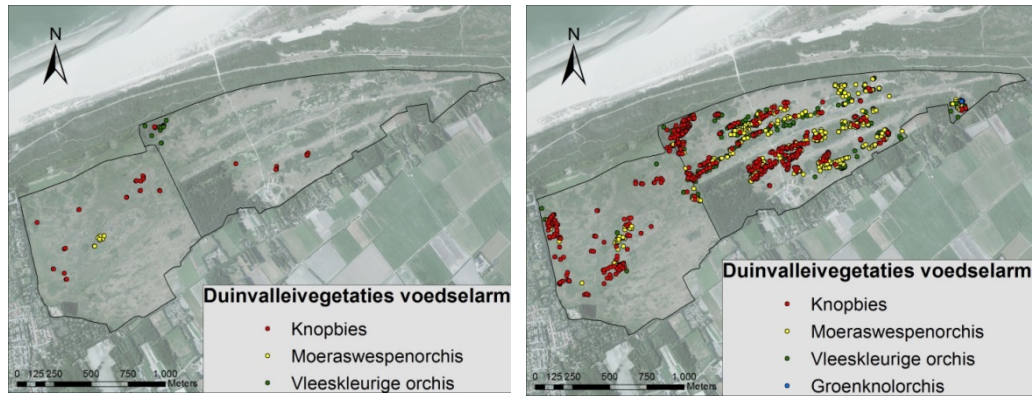 N
Duinvalleivegetaties voedselarm
Knopbies
Moeraswespenorchis
Vleeskleurige orchis
0 125 250 500 750 1.000
Meters
N
Duinvalleivegetaties voedselarm
Knopbies
Moeraswespenorchis
Vleeskleurige orchis
Groenknolorchis
0 125 250 500 750 1.000
Meters